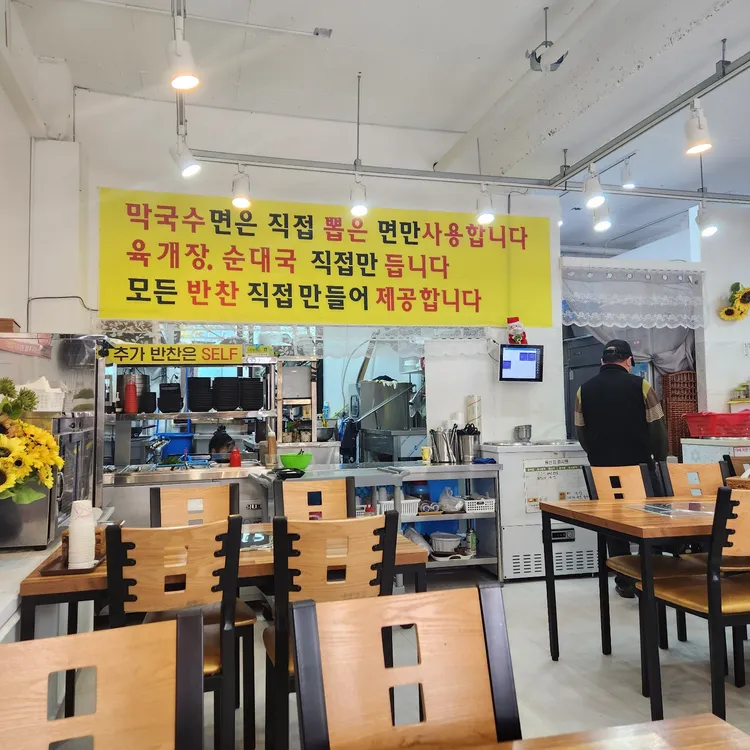 막국수면은 직접 뽑은 면만사용합니다
육개장. 순대국 직접만 듭니다
모든 반찬 직접만들어 제공합니다
추가 반찬은 SELF